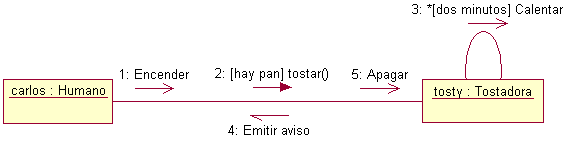 3: *[dos minutos] Calentar
1: Encender
2: [hay pan] tostar()
5: Apagar
carlos : Humano
tosty : Tostadora
4: Emitir aviso